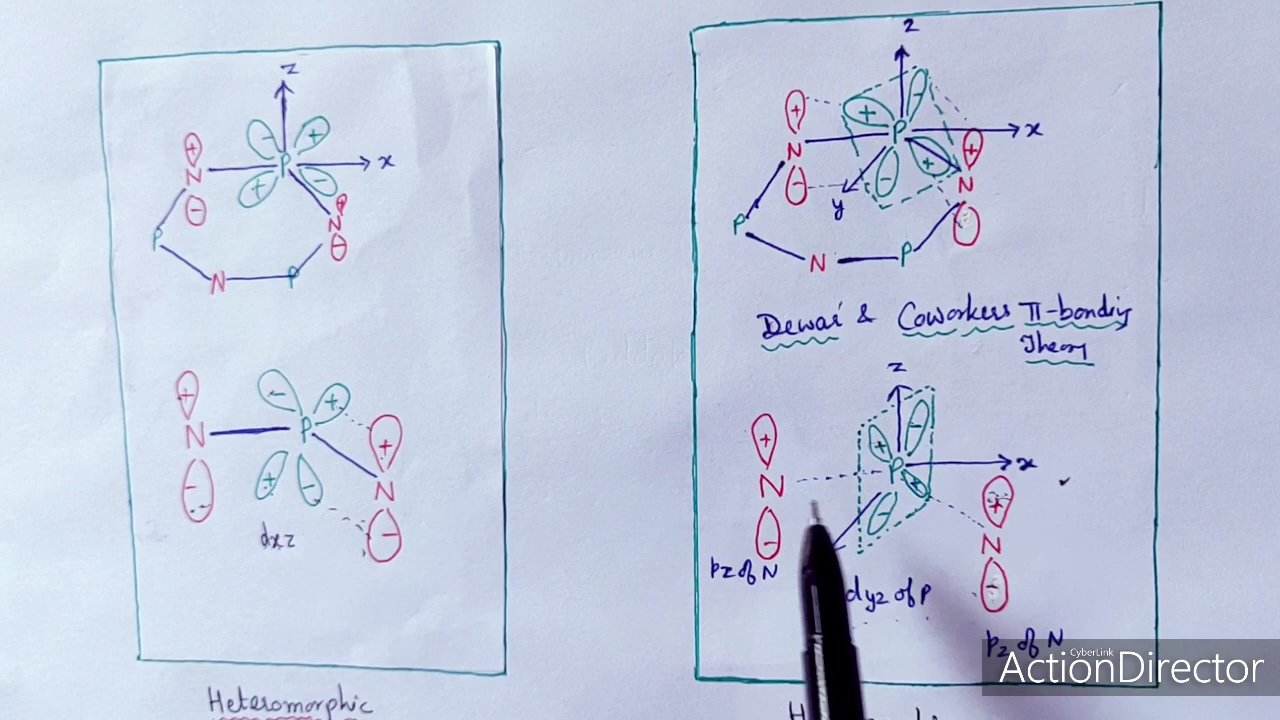 z
+
-
+
P
x
N
+
-
+
-
N
-
P
N
P
+
N
-
-
+
P
+
-
+
N
-
dxz
Heteromorphic
z
+
-
+
P
x
N
+
-
-
+
N
y
P
N
P
Dewar & Coworkers π-bonding
Theory
z
+
N
-
+
-
P
x
+
-
+
N
-
pz of N
dyz of P
pz of N
CyberLink
ActionDirector